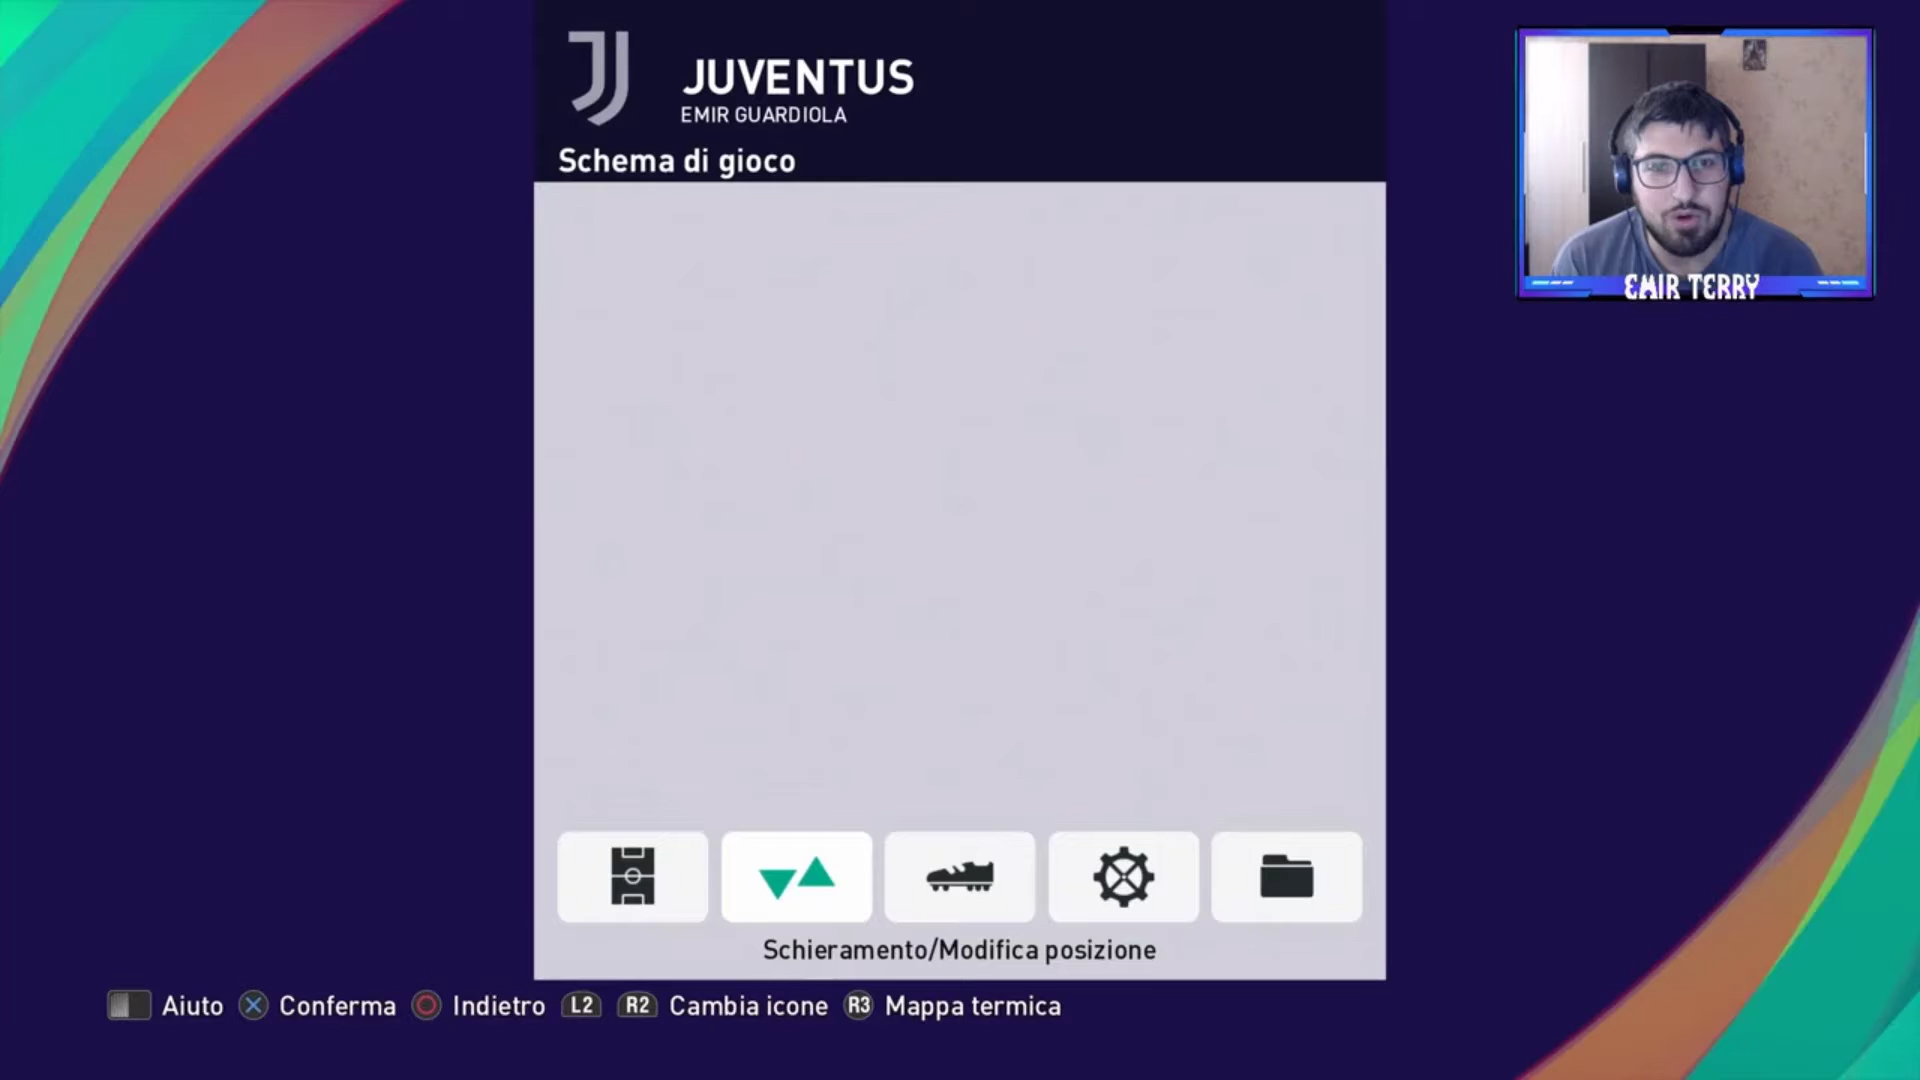 JUVENTUS
EMIR GUARDIOLA
Schema di gioco
EMIR TERRY
Schieramento/Modifica posizione
Aiuto Conferma Indietro L2 R2 Cambia icone R3 Mappa termica